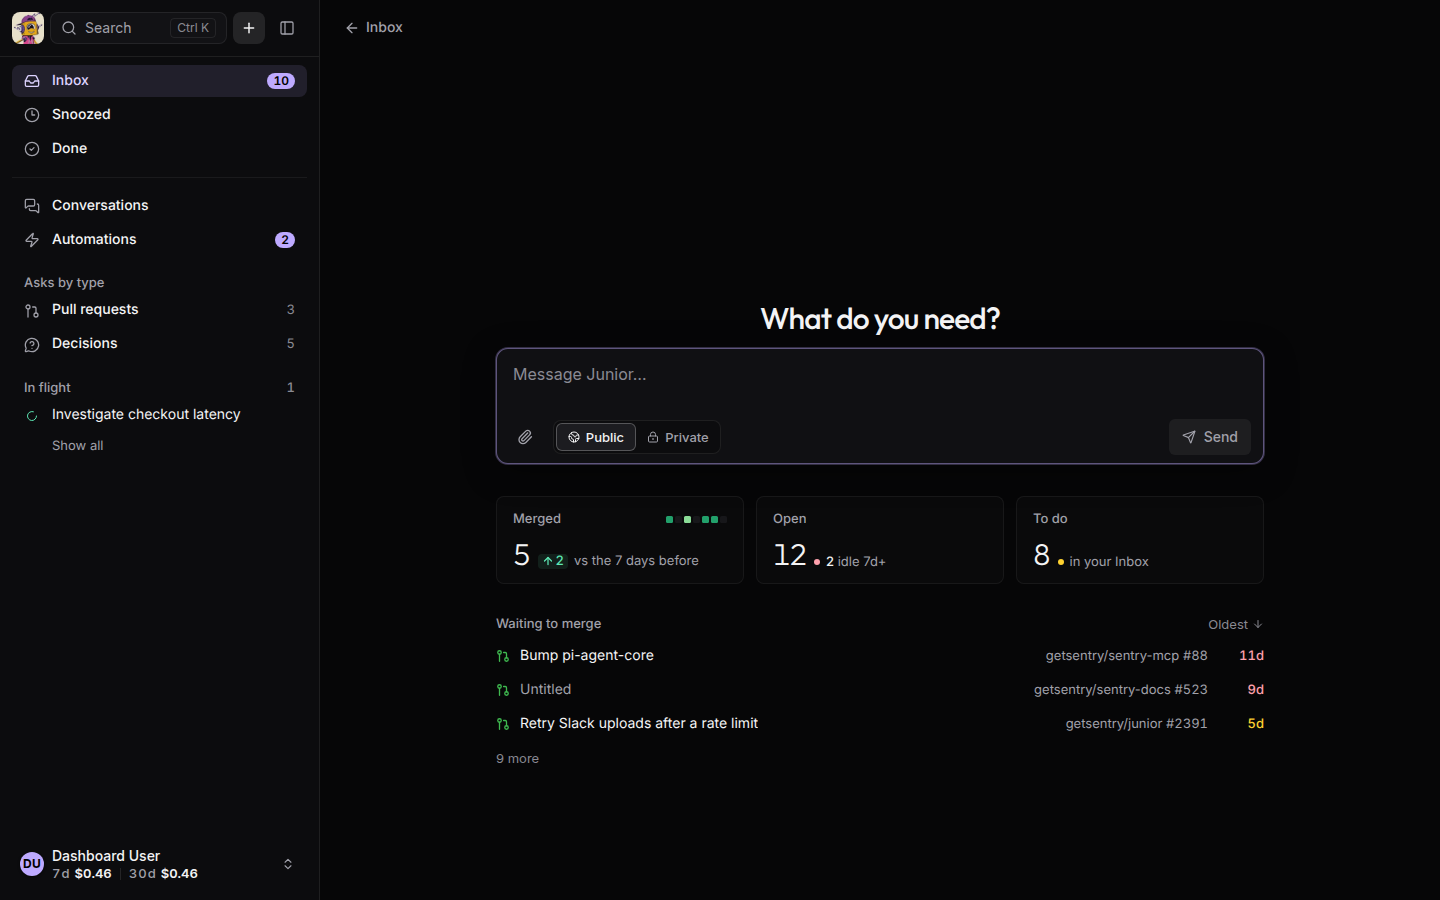 Search
Ctrl K
Inbox
10
Snoozed
Done
Conversations
Automations
2
Asks by type
Pull requests
3
Decisions
5
In flight
1
Investigate checkout latency
Show all
Dashboard User
DU
7d $0.46 | 30d $0.46
Inbox
What do you need?
Message Junior...
Public
Private
Send
Merged
5
2
vs the 7 days before
Open
12
2 idle 7d+
To do
8
in your Inbox
Waiting to merge
Oldest
Bump pi-agent-core
getsentry/sentry-mcp #88
11d
Untitled
getsentry/sentry-docs #523
9d
Retry Slack uploads after a rate limit
getsentry/junior #2391
5d
9 more